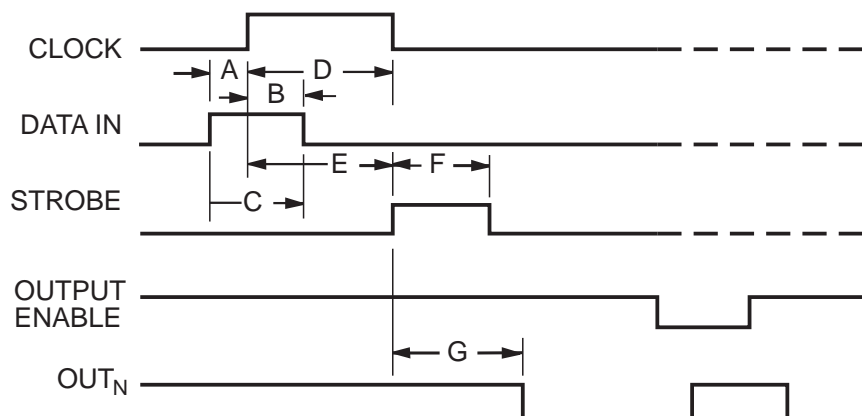 CLOCK
A
D
B
DATA IN
E
F
C
STROBE
OUTPUT
ENABLE
G
OUTN